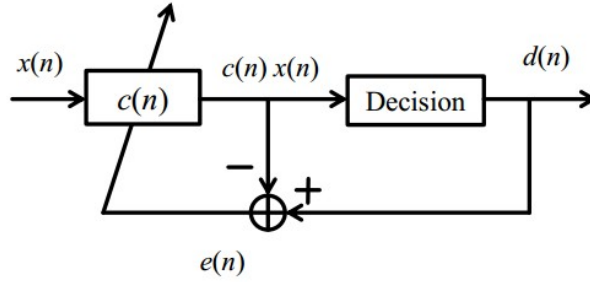 x(n)
c(n)
c(n) x(n)
Decision
d(n)
−
+
e(n)